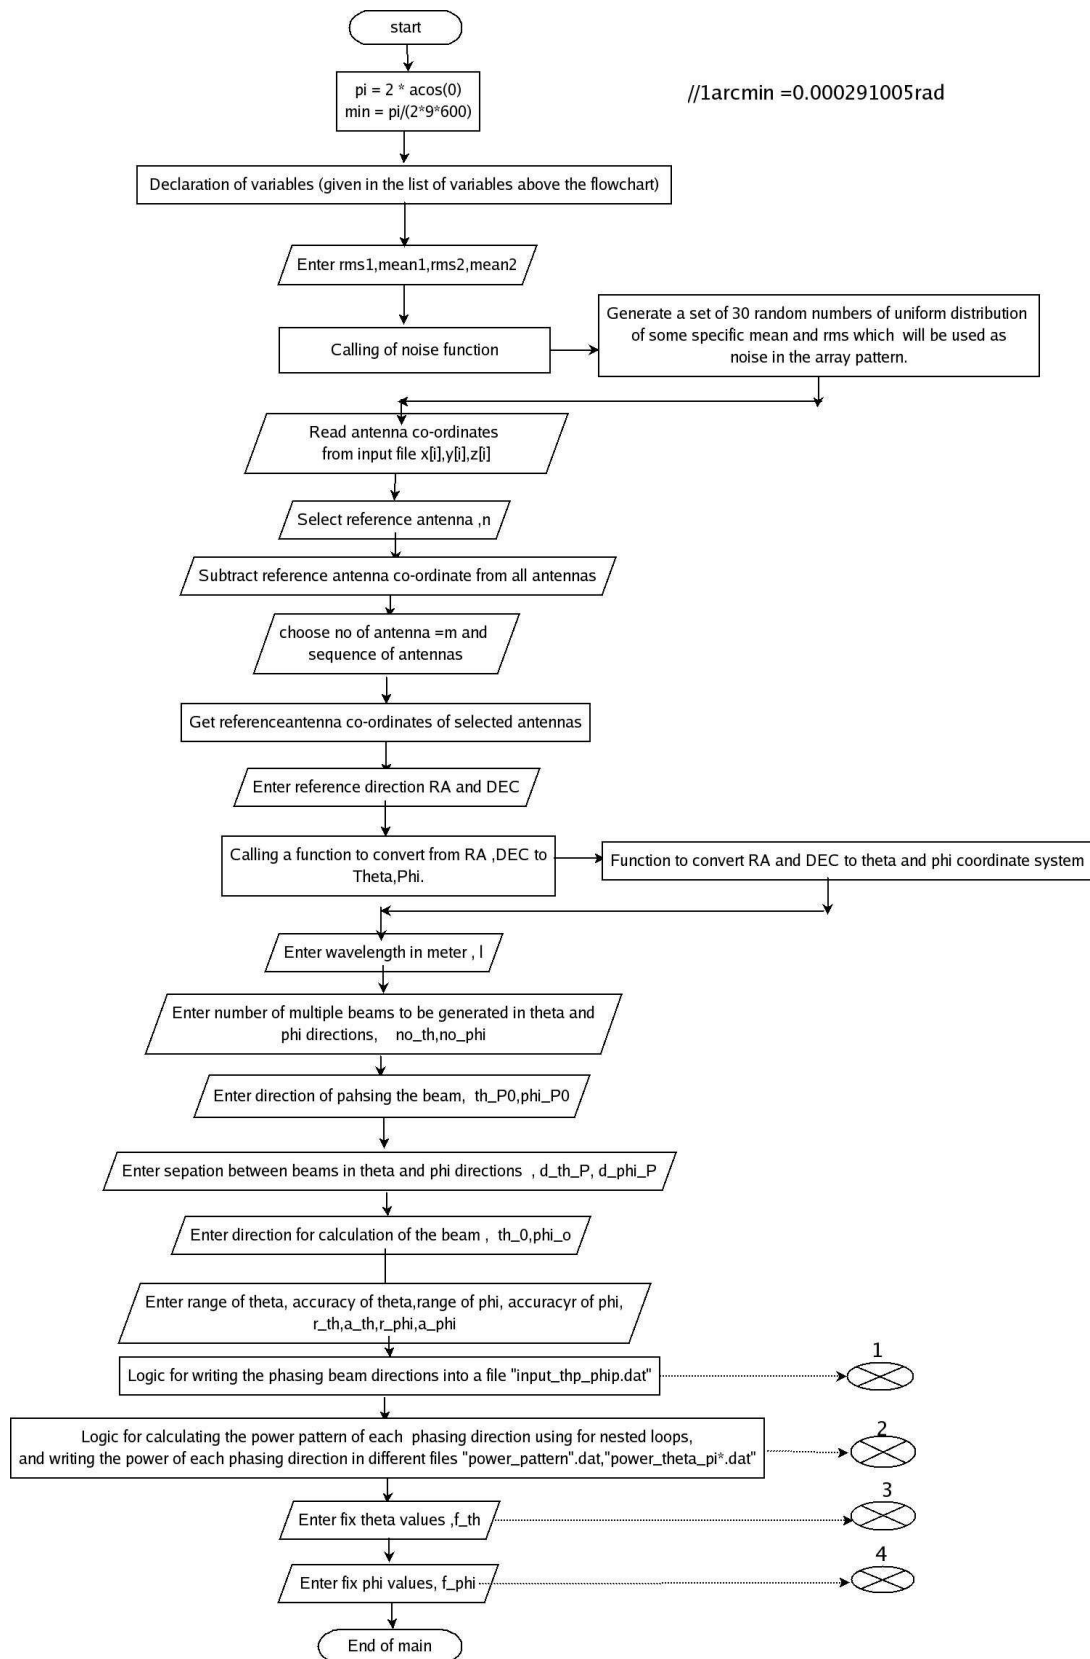 start
pi = 2 * acos(0)
min = pi/(2*9*600)
//1arcmin =0.000291005rad
Declaration of variables (given in the list of variables above the flowchart)
Enter rms1,mean1,rms2,mean2
Calling of noise function
Generate a set of 30 random numbers of uniform distribution
of some specific mean and rms which will be used as
noise in the array pattern.
Read antenna co-ordinates
from input file x[i],y[i],z[i]
Select reference antenna ,n
Subtract reference antenna co-ordinate from all antennas
choose no of antenna =m and
sequence of antennas
Get referenceantenna co-ordinates of selected antennas
Enter reference direction RA and DEC
Calling a function to convert from RA ,DEC to
Theta,Phi.
Function to convert RA and DEC to theta and phi coordinate system
Enter wavelength in meter , l
Enter number of multiple beams to be generated in theta and
phi directions, no_th,no_phi
Enter direction of pahsing the beam, th_P0,phi_P0
Enter sepation between beams in theta and phi directions , d_th_P, d_phi_P
Enter direction for calculation of the beam , th_0,phi_o
Enter range of theta, accuracy of theta,range of phi, accuracyr of phi,
r_th,a_th,r_phi,a_phi
Logic for writing the phasing beam directions into a file "input_thp_phip.dat"
1
Logic for calculating the power pattern of each phasing direction using for nested loops,
and writing the power of each phasing direction in different files "power_pattern".dat,"power_theta_pi*.dat"
2
Enter fix theta values ,f_th
3
Enter fix phi values, f_phi
4
End of main